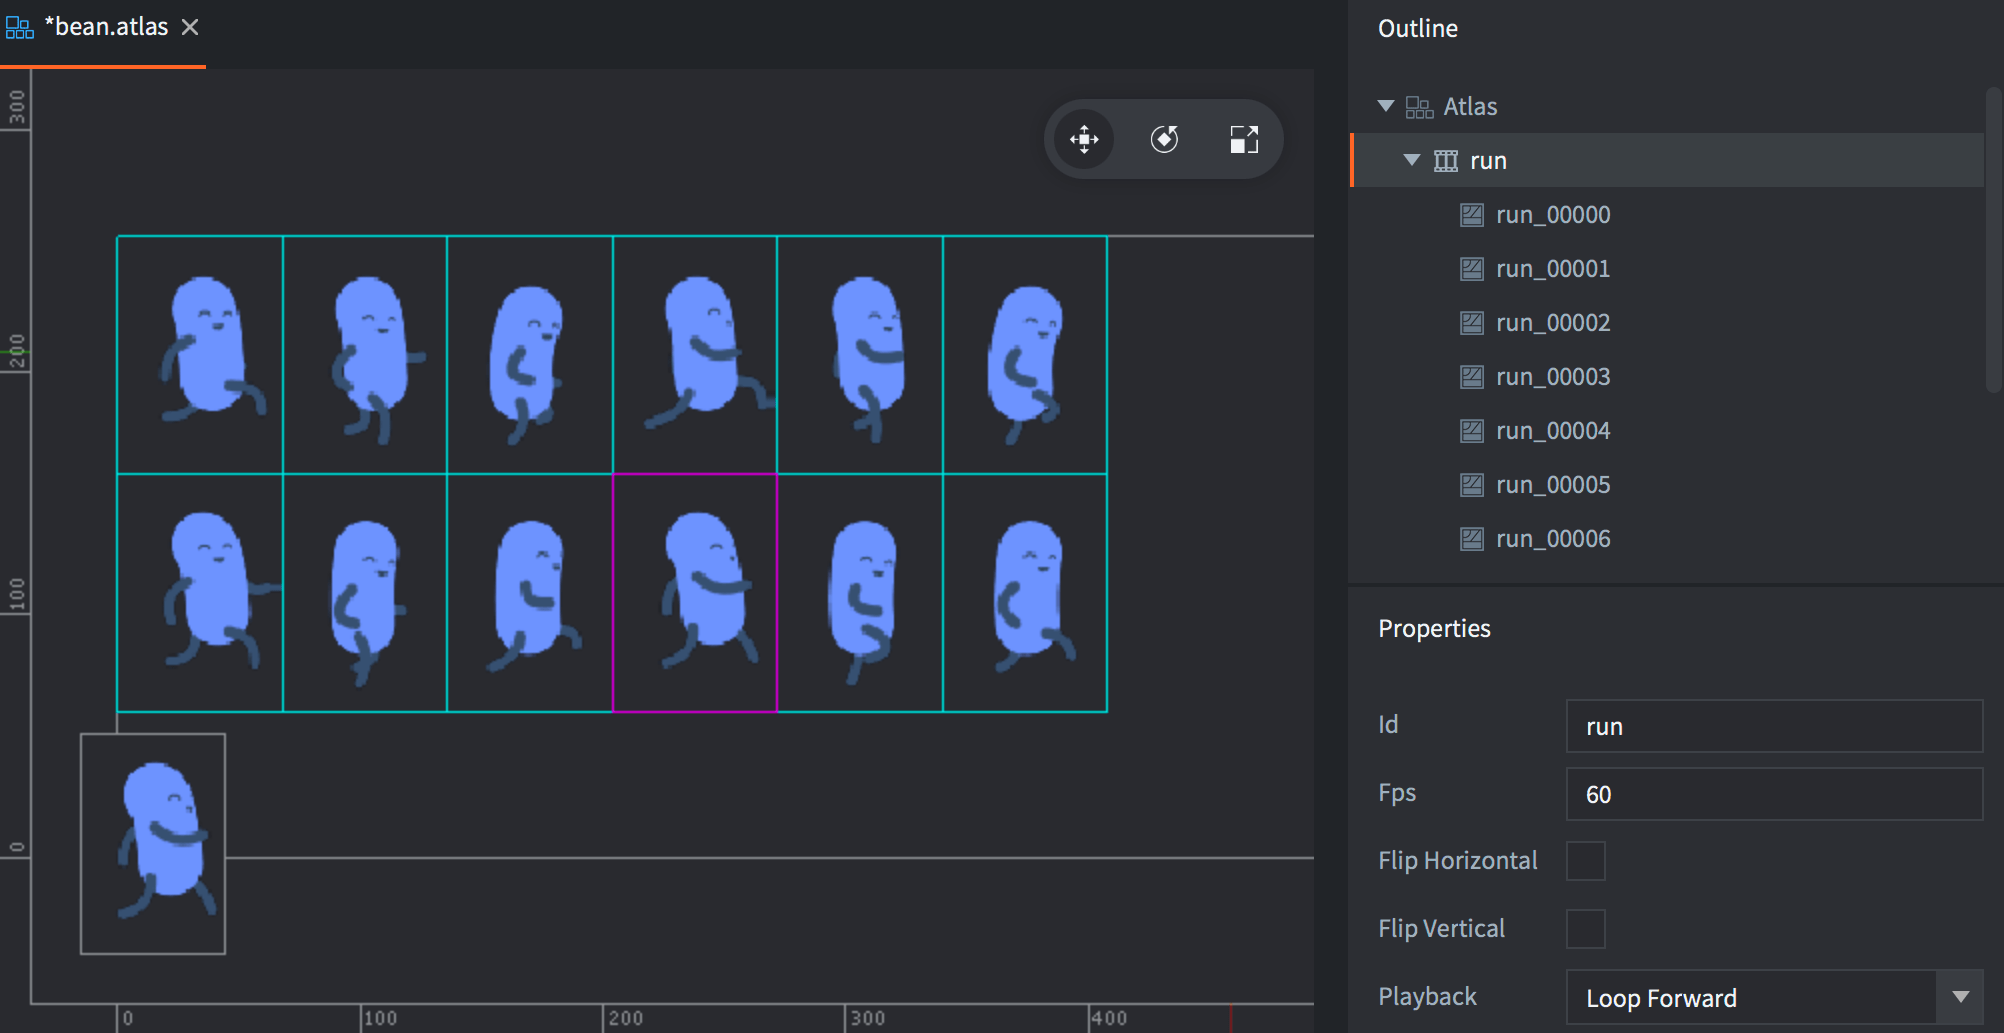 *bean.atlas
Outline
Atlas
run
run_00000
run_00001
run_00002
run_00003
run_00004
run_00005
run_00006
Properties
Id
run
Fps
60
Flip Horizontal
Flip Vertical
Playback
Loop Forward
300
200
100
0
0
100
200
300
400